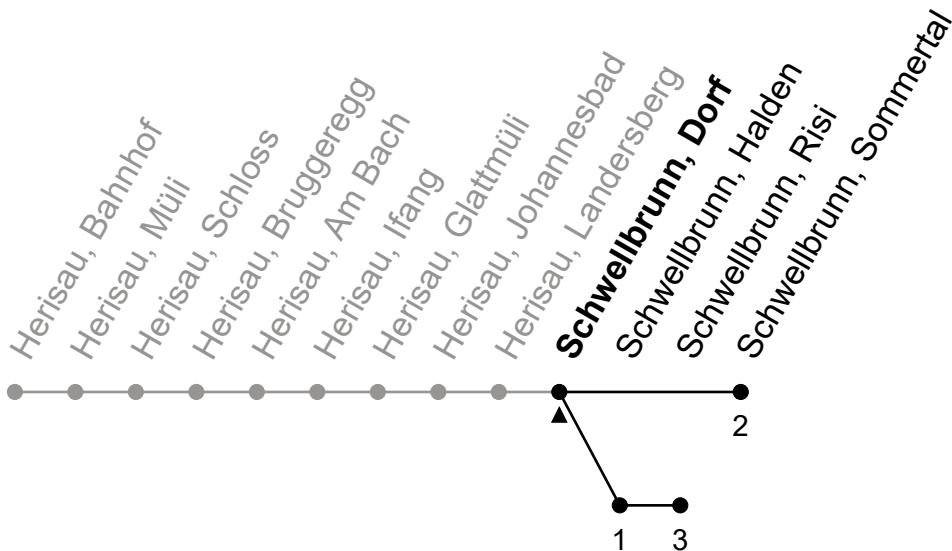 Herisau, Bahnhof
Herisau, Müli
Herisau, Schloss
Herisau, Bruggeregg
Herisau, Am Bach
Herisau, Ifang
Herisau, Glattmüli
Herisau, Johannesbad
Herisau, Landersberg
Schwellbrunn, Dorf
Schwellbrunn, Halden
Schwellbrunn, Risi
Schwellbrunn, Sommertal
2
1 3